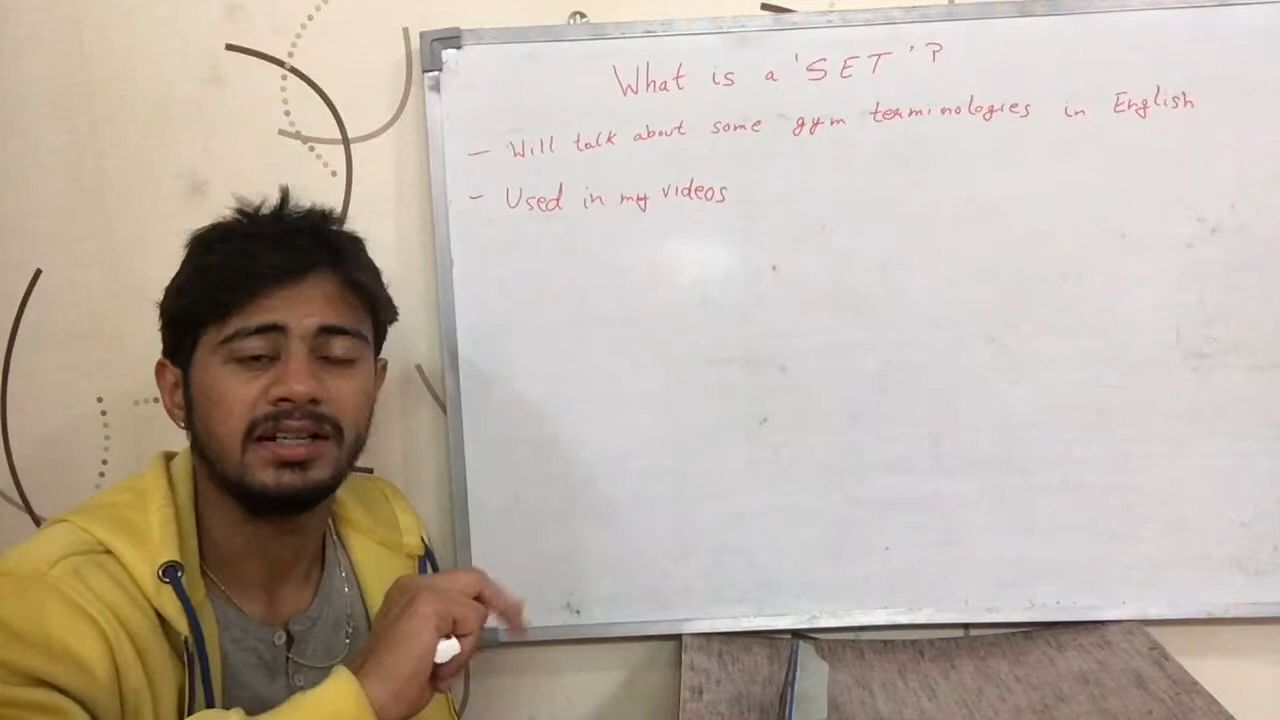 What is a 'SET'?
- Will talk about some gym terminologies in English
- Used in my videos